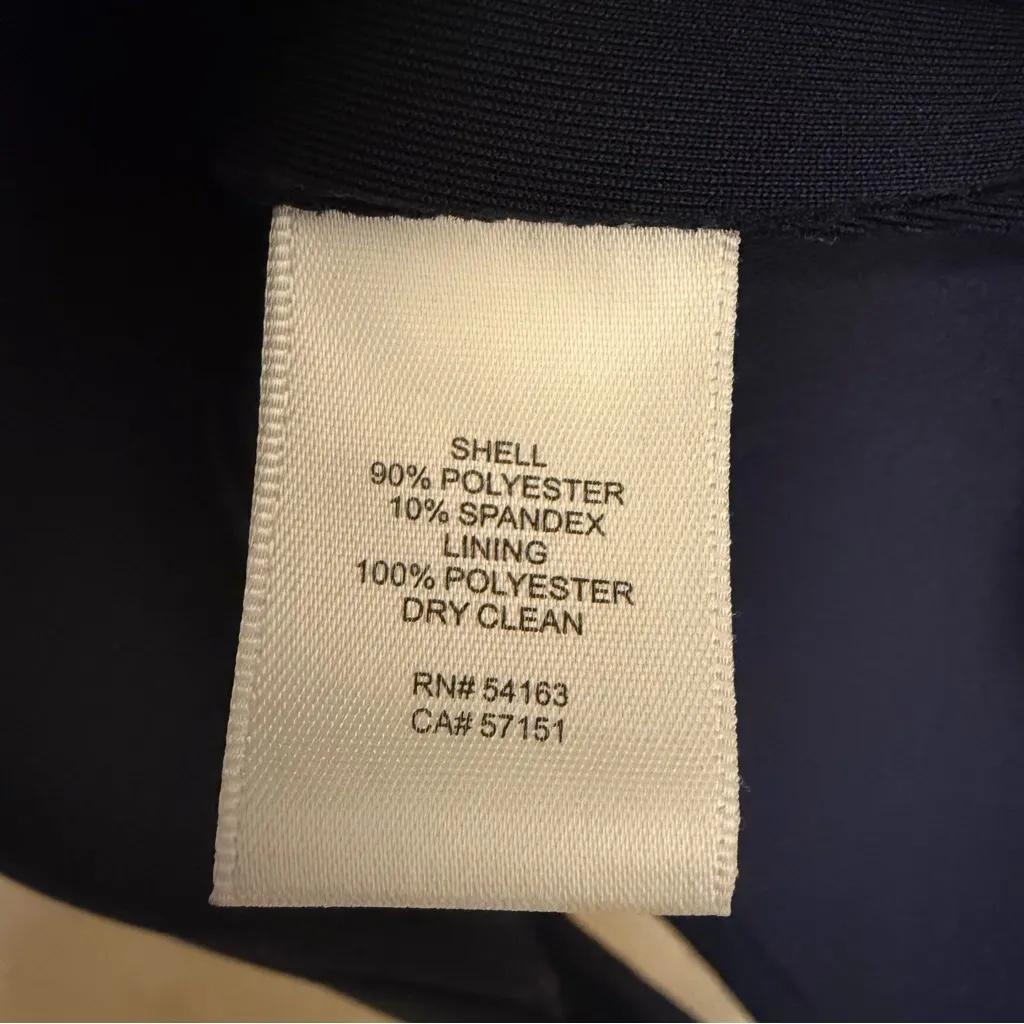 SHELL
90% POLYESTER
10% SPANDEX
LINING
100% POLYESTER
DRY CLEAN
RN# 54163
CA# 57151